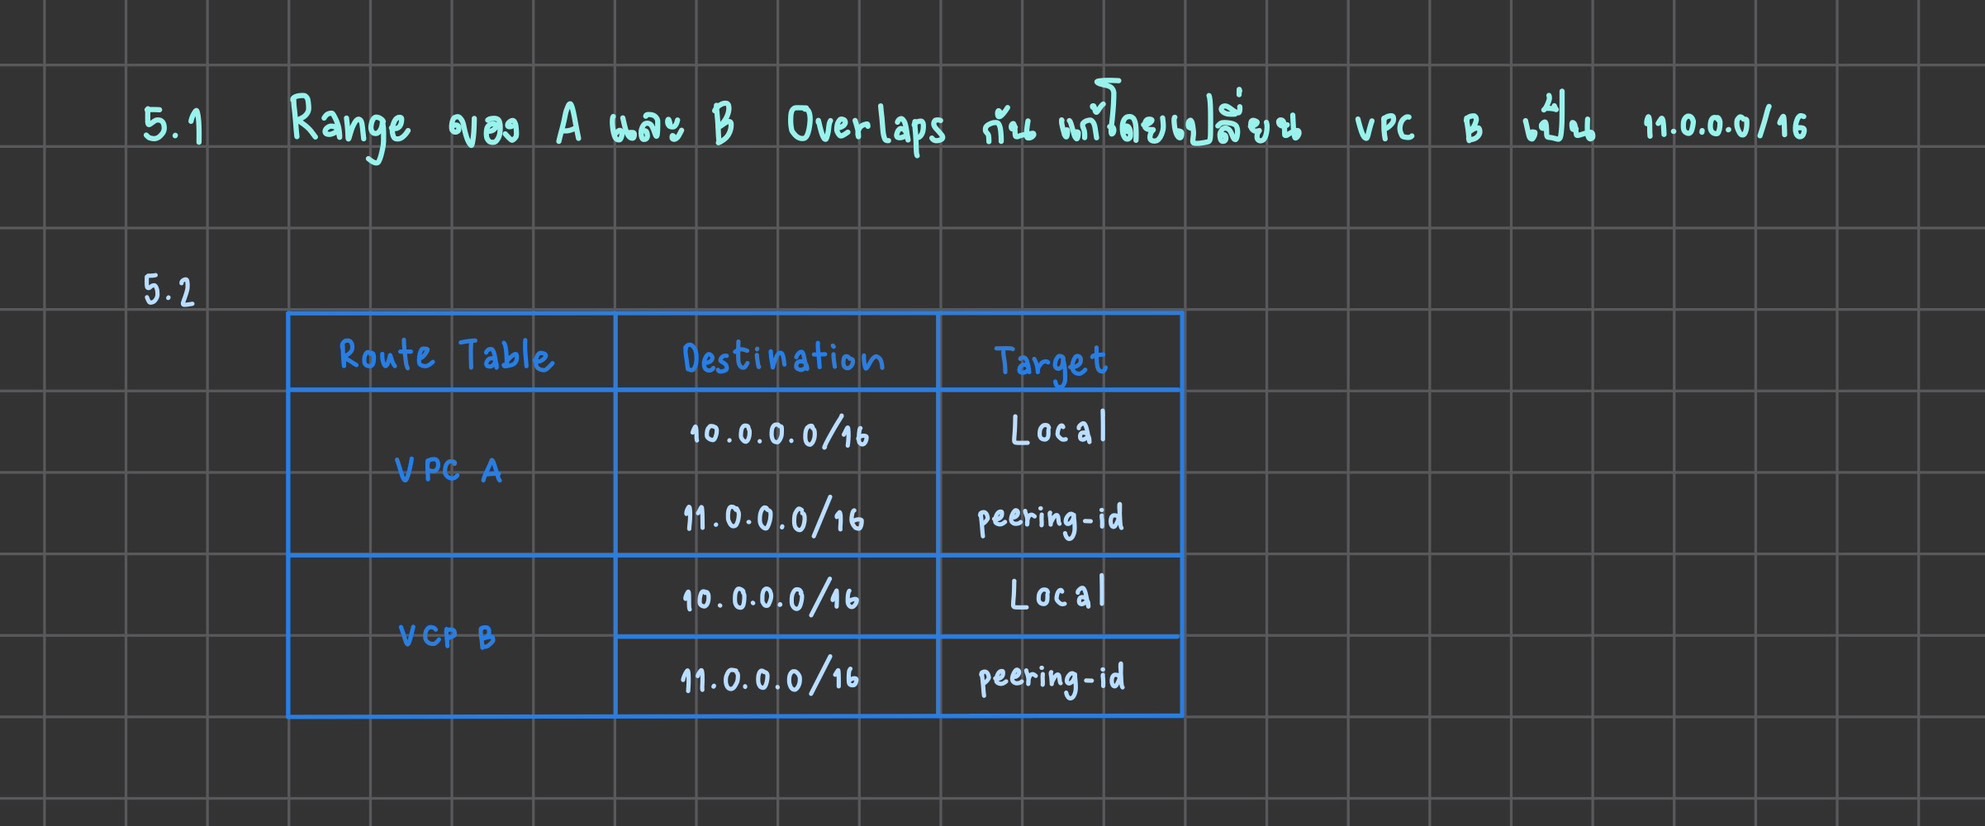 5.1 Range ของ A และ B Overlaps กัน แก้โดยเปลี่ยน VPC B เป็น 11.0.0.0/16
5.2
Route Table Destination Target
VPC A
10.0.0.0/16 Local
11.0.0.0/16 peering-id
VCP B
10.0.0.0/16 Local
11.0.0.0/16 peering-id